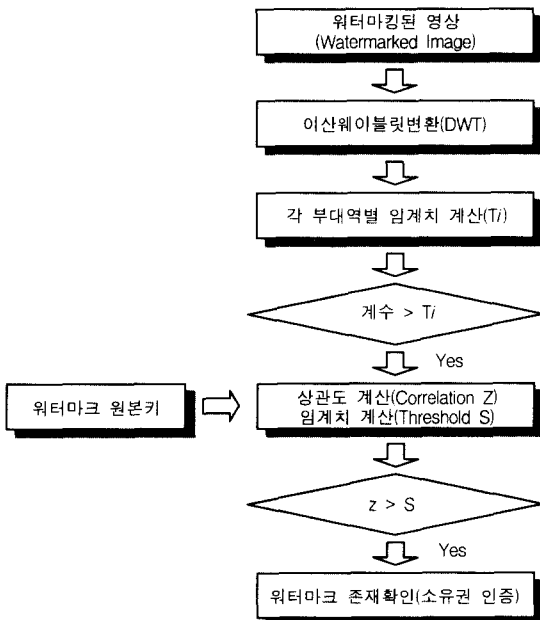 워터마킹된 영상
(Watermarked Image)
이산웨이블릿변환(DWT)
각 부대역별 임계치 계산(Ti)
계수 > Ti
Yes
워터마크 원본키
상관도 계산(Correlation Z)
임계치 계산(Threshold S)
z > S
Yes
워터마크 존재확인(소유권 인증)